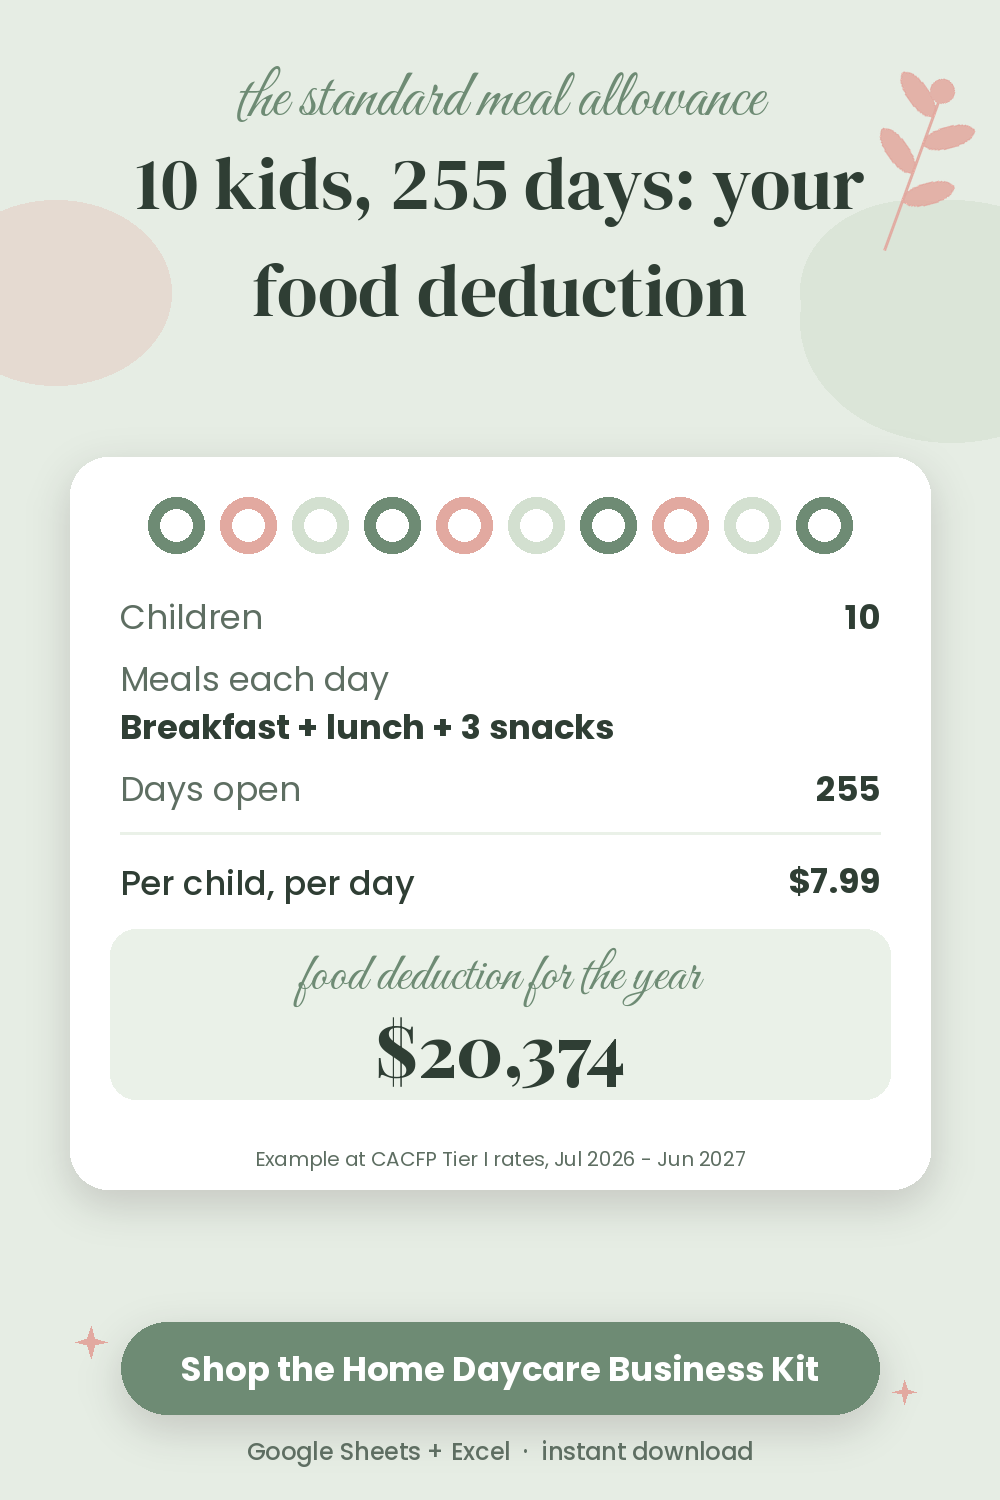 the standard meal allowance
10 kids, 255 days: your
food deduction
Children 10
Meals each day
Breakfast + lunch + 3 snacks
Days open 255
Per child, per day $7.99
food deduction for the year
$20,374
Example at CACFP Tier I rates, Jul 2026 - Jun 2027
Shop the Home Daycare Business Kit
Google Sheets + Excel · instant download